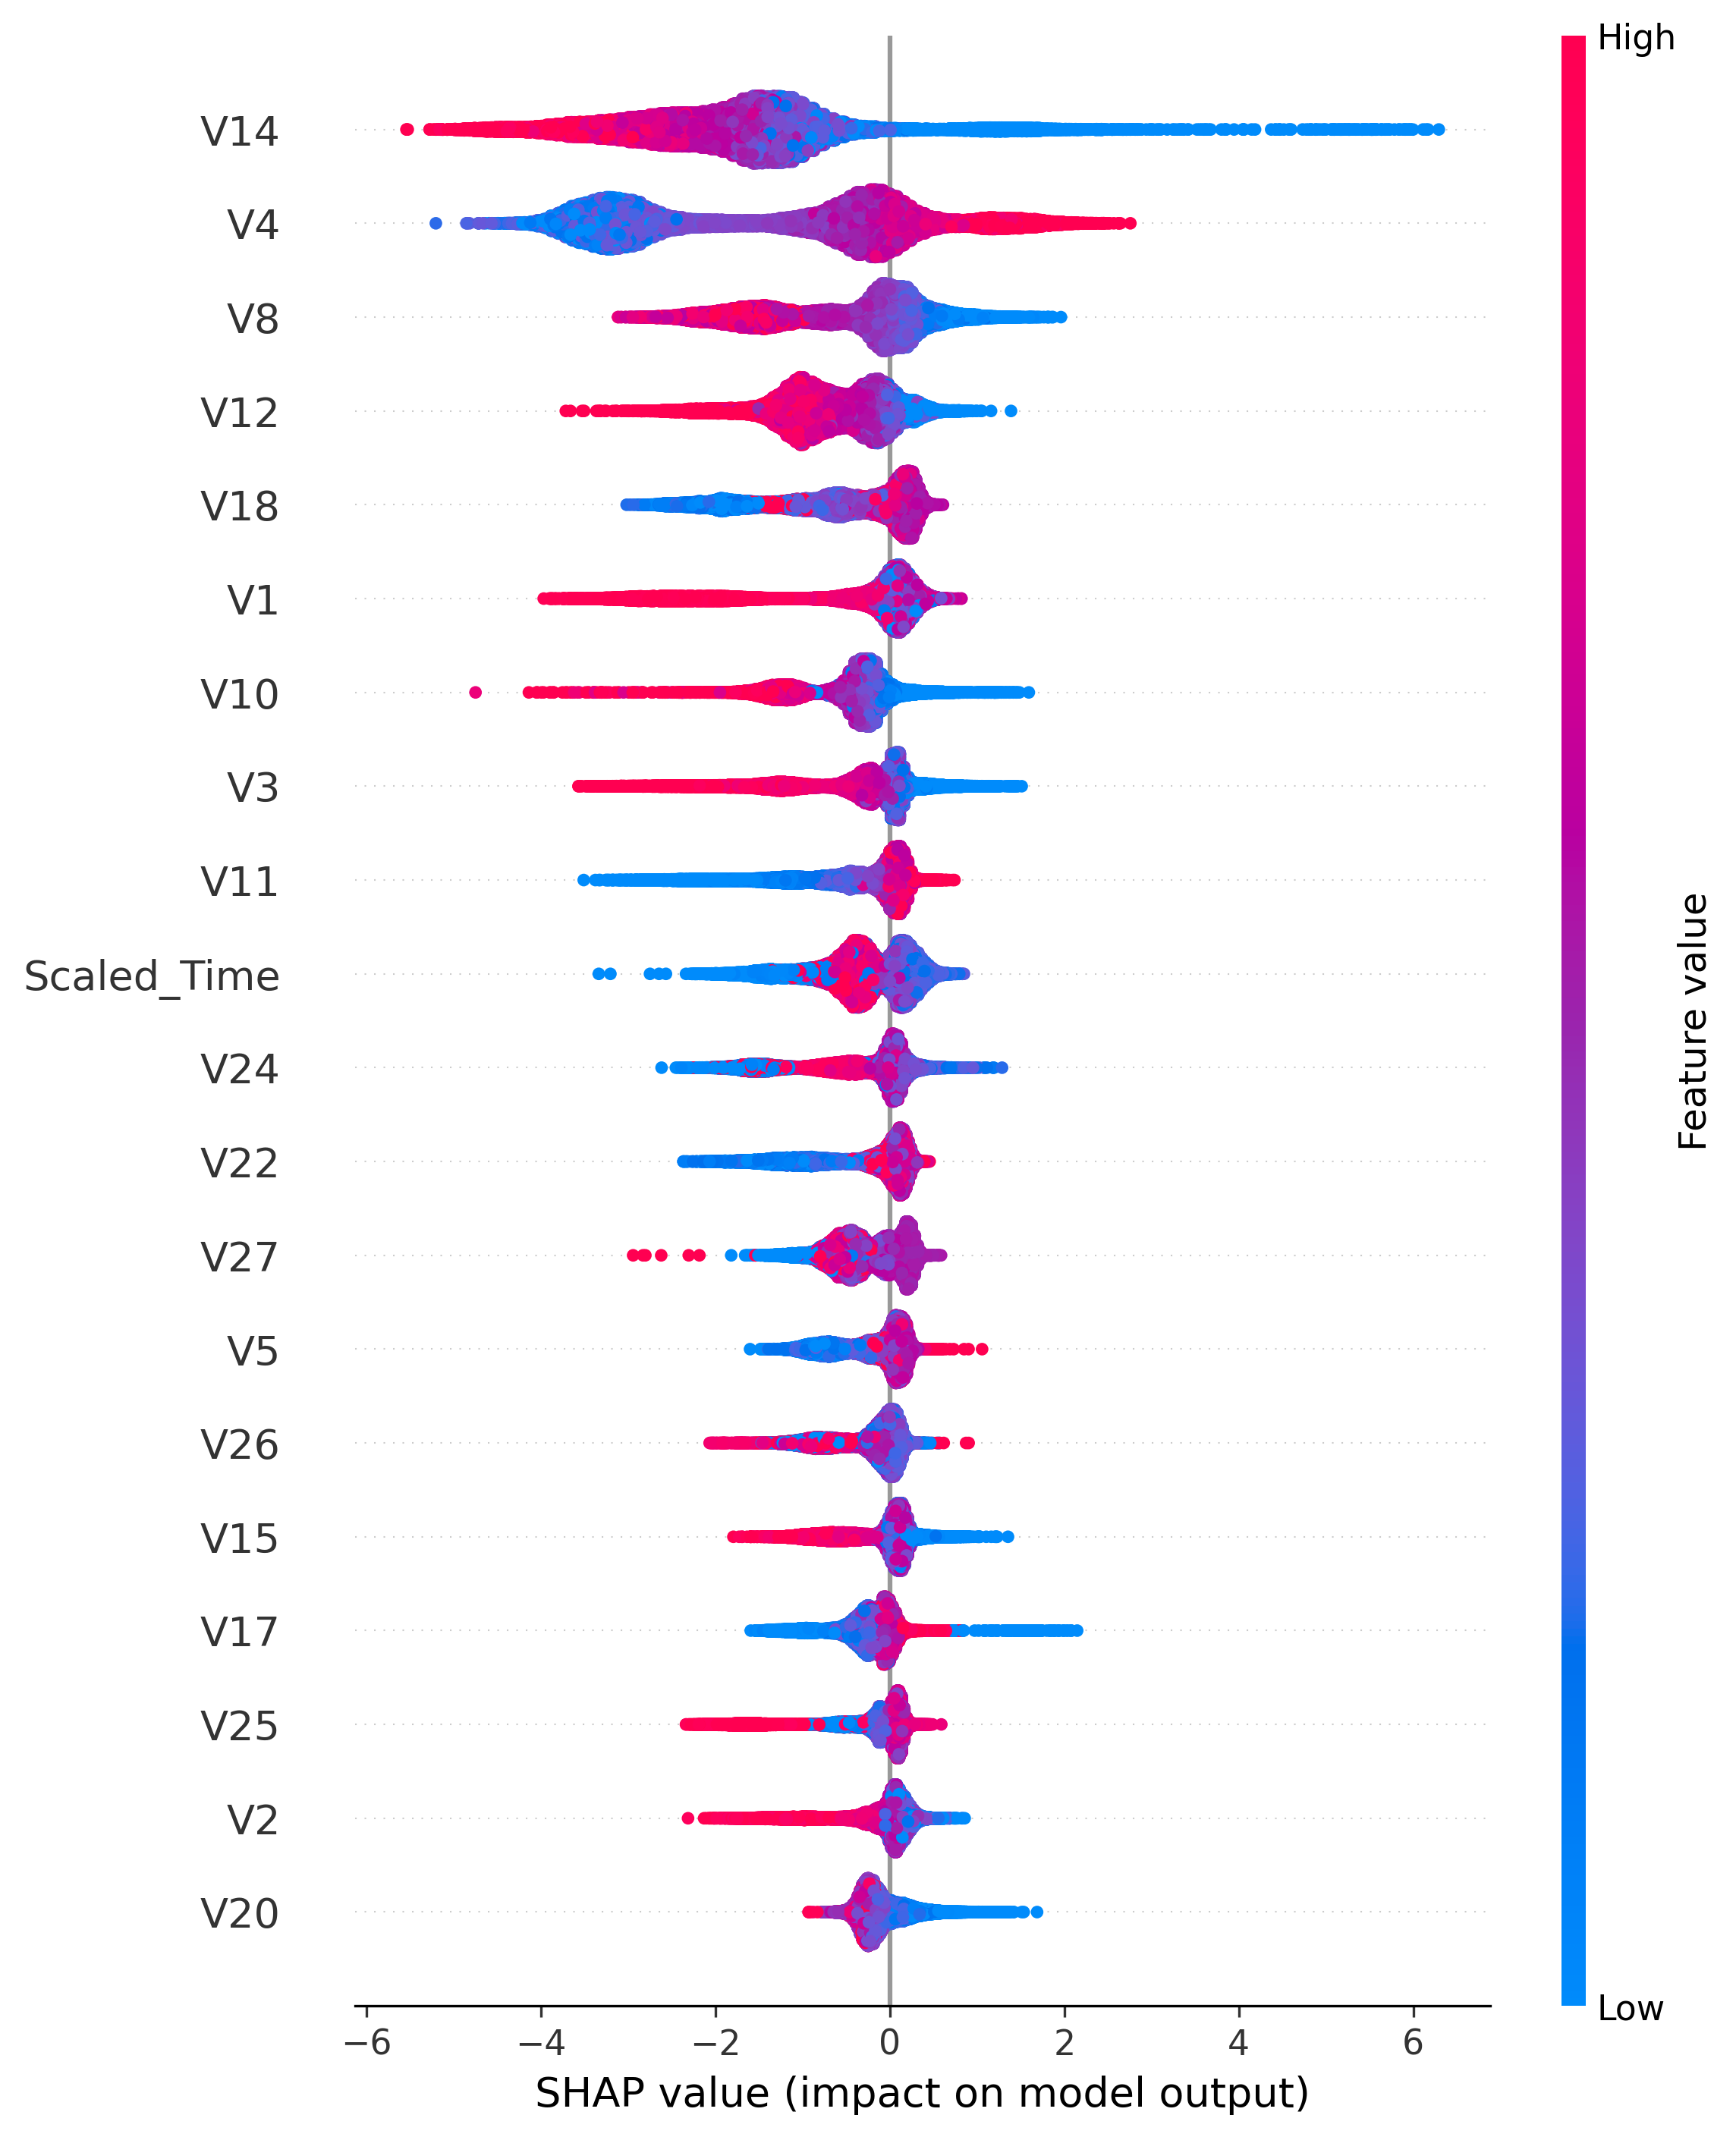 High
V14
V4
V8
V12
V18
V1
V10
V3
V11
Scaled_Time
V24
V22
V27
V5
V26
V15
V17
V25
V2
V20
Feature value
Low
−6 −4 −2 0 2 4 6
SHAP value (impact on model output)